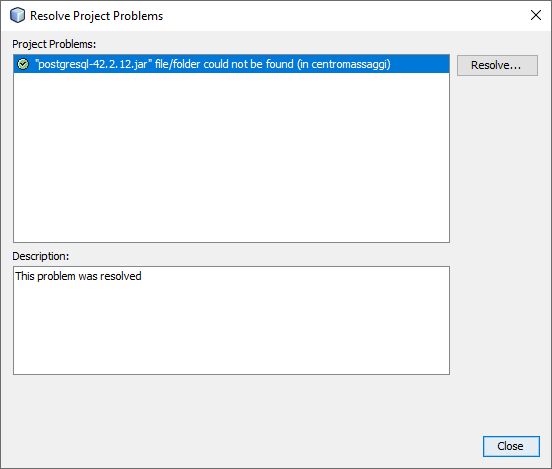 Resolve Project Problems
Project Problems:
"postgresql-42.2.12.jar" file/folder could not be found (in centromassaggi)
Resolve...
Description:
This problem was resolved
Close